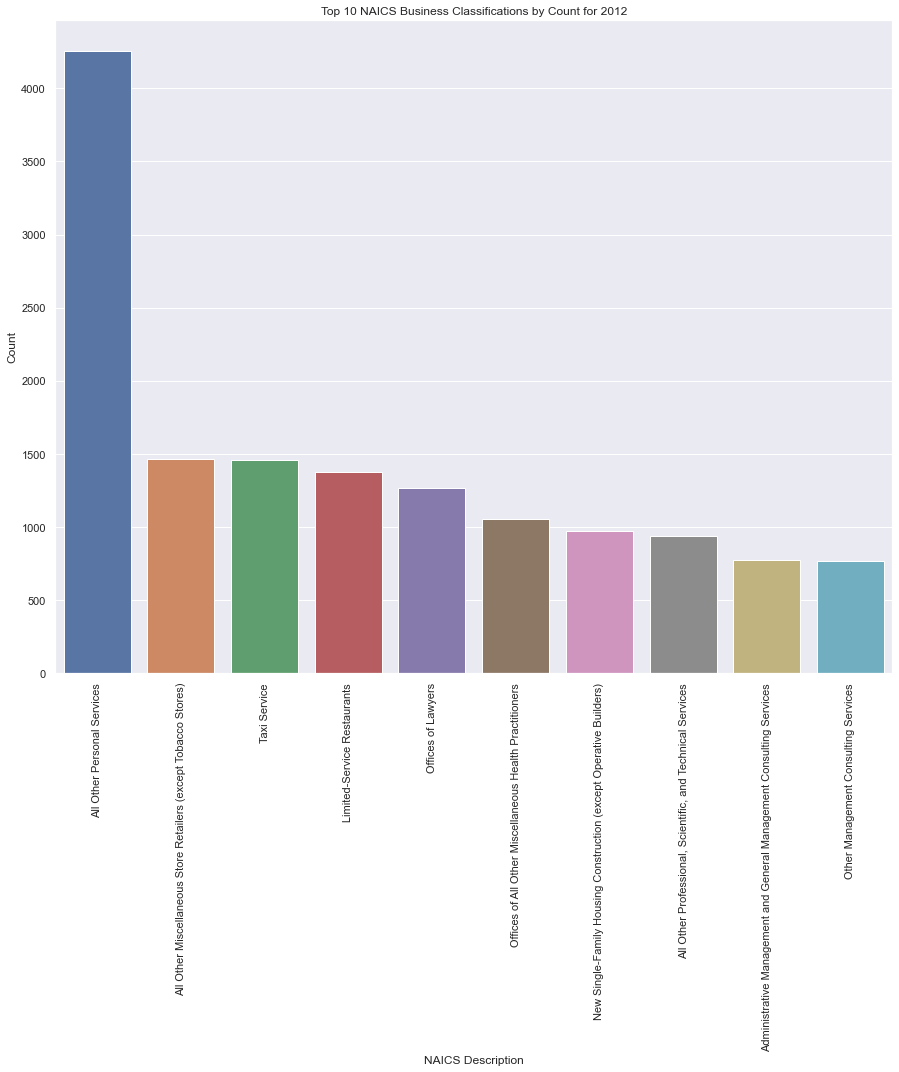 Top 10 NAICS Business Classifications by Count for 2012
4000
3500
3000
2500
2000
1500
1000
500
0
Count
All Other Personal Services
All Other Miscellaneous Store Retailers (except Tobacco Stores)
Taxi Service
Limited-Service Restaurants
Offices of Lawyers
Offices of All Other Miscellaneous Health Practitioners
New Single-Family Housing Construction (except Operative Builders)
All Other Professional, Scientific, and Technical Services
Administrative Management and General Management Consulting Services
Other Management Consulting Services
NAICS Description